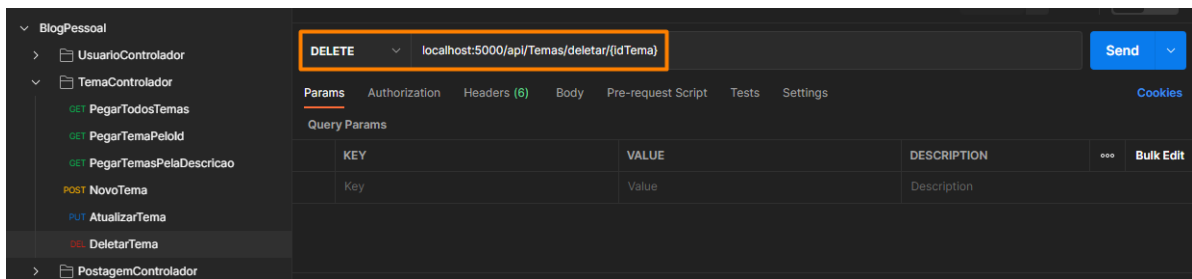 BlogPessoal
UsuarioControlador
TemaControlador
GET PegarTodosTemas
GET PegarTemaPeloId
GET PegarTemasPelaDescricao
POST NovoTema
PUT AtualizarTema
DEL DeletarTema
PostagemControlador
DELETE localhost:5000/api/Temas/deletar/{idTema}
Send
Params Authorization Headers (6) Body Pre-request Script Tests Settings Cookies
Query Params
KEY VALUE DESCRIPTION ooo Bulk Edit
Key Value Description